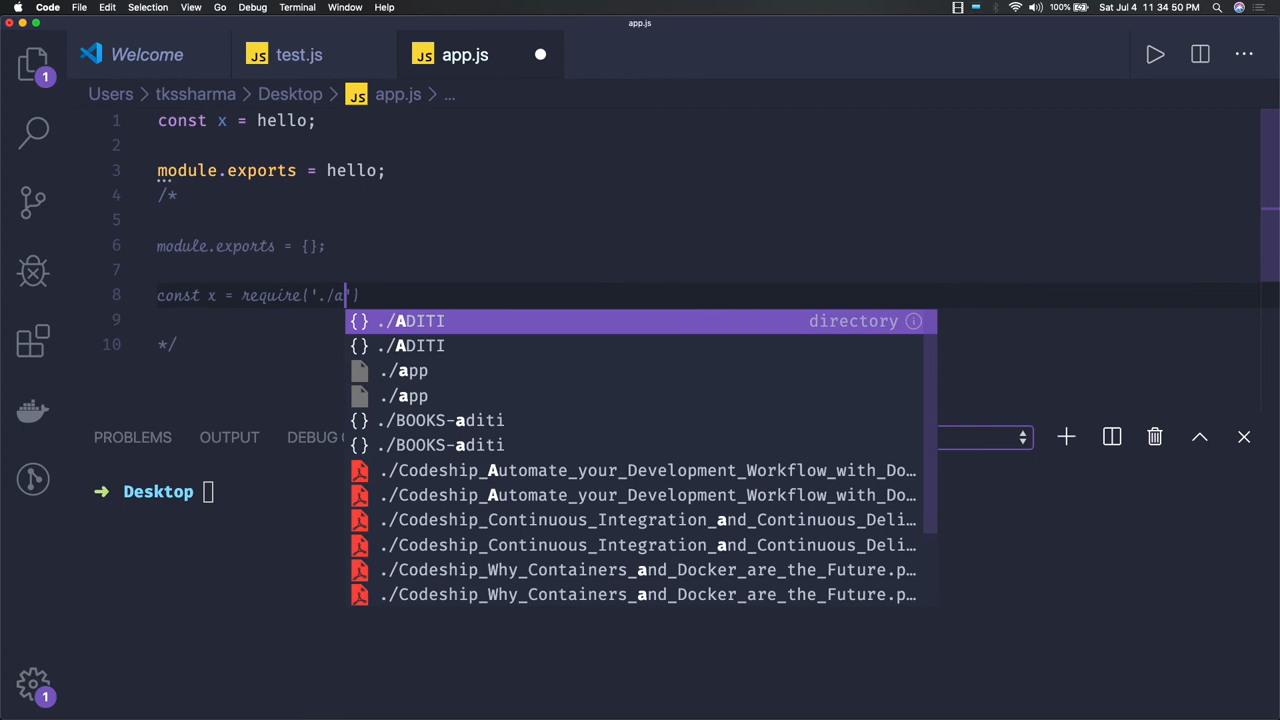 Code File Edit Selection View Go Debug Terminal Window Help 100% Sat Jul 4 11:34:50 PM
app.js
Welcome JS test.js JS app.js
1
Users > tkssharma > Desktop > JS app.js > ...
1 const x = hello;
2
3 module.exports = hello;
4 /*
5
6 module.exports = {};
7
8 const x = require('./a')
9
10 */
{} ./ADITI directory
{} ./ADITI
./app
./app
{} ./BOOKS-aditi
{} ./BOOKS-aditi
./Codeship_Automate_your_Development_Workflow_with_Do...
./Codeship_Automate_your_Development_Workflow_with_Do...
./Codeship_Continuous_Integration_and_Continuous_Deli...
./Codeship_Continuous_Integration_and_Continuous_Deli...
./Codeship_Why_Containers_and_Docker_are_the_Future.p...
./Codeship_Why_Containers_and_Docker_are_the_Future.p...
PROBLEMS OUTPUT DEBUG
→ Desktop
1